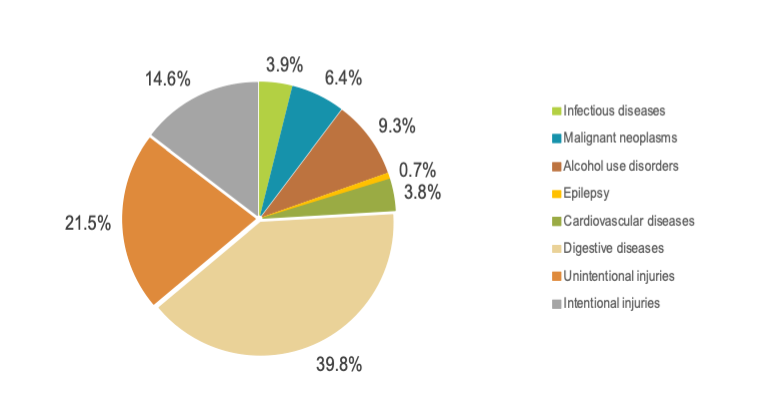 3.9%
6.4%
14.6%
9.3%
0.7%
3.8%
21.5%
39.8%
Infectious diseases
Malignant neoplasms
Alcohol use disorders
Epilepsy
Cardiovascular diseases
Digestive diseases
Unintentional injuries
Intentional injuries